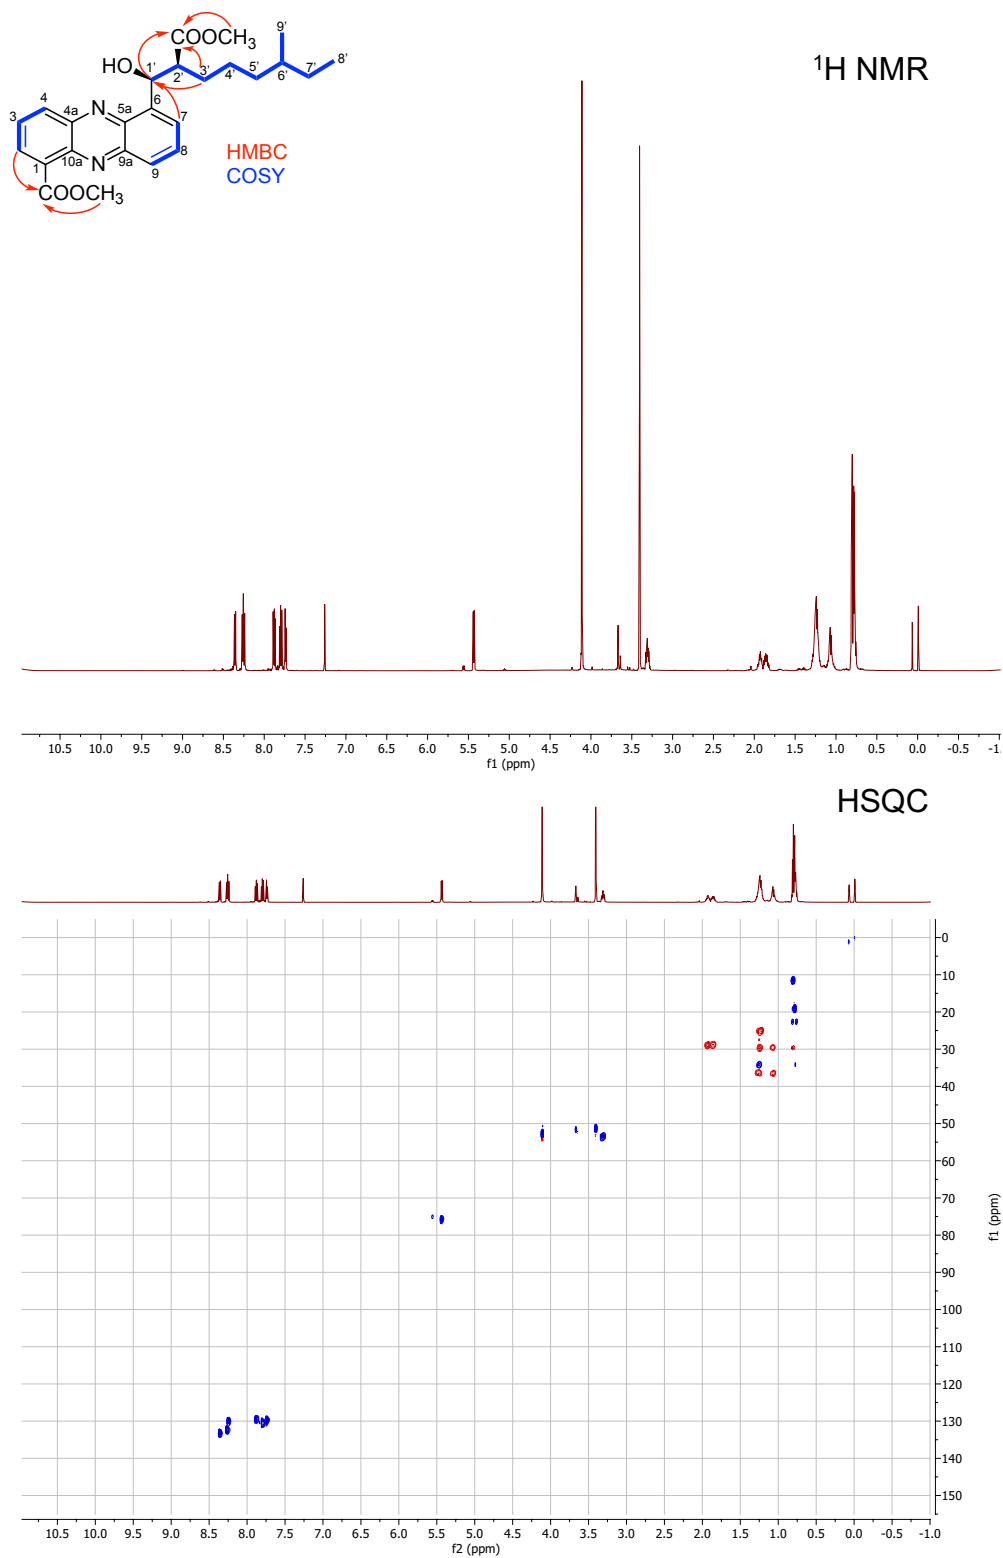 9'
COOCH3
8'
1'
HO
2'
3'
4'
5'
6'
7'
¹H NMR
4
3
4a
N
5a
6
7
8
1
10a
N
9a
9
COOCH3
HMBC
COSY
10.5 10.0 9.5 9.0 8.5 8.0 7.5 7.0 6.5 6.0 5.5 5.0 4.5 4.0 3.5 3.0 2.5 2.0 1.5 1.0 0.5 0.0 -0.5 -1.
f1 (ppm)
HSQC
0
10
20
30
40
50
60
70
80
90
100
110
120
130
140
150
f1 (ppm)
10.5 10.0 9.5 9.0 8.5 8.0 7.5 7.0 6.5 6.0 5.5 5.0 4.5 4.0 3.5 3.0 2.5 2.0 1.5 1.0 0.5 0.0 -0.5 -1.0
f2 (ppm)